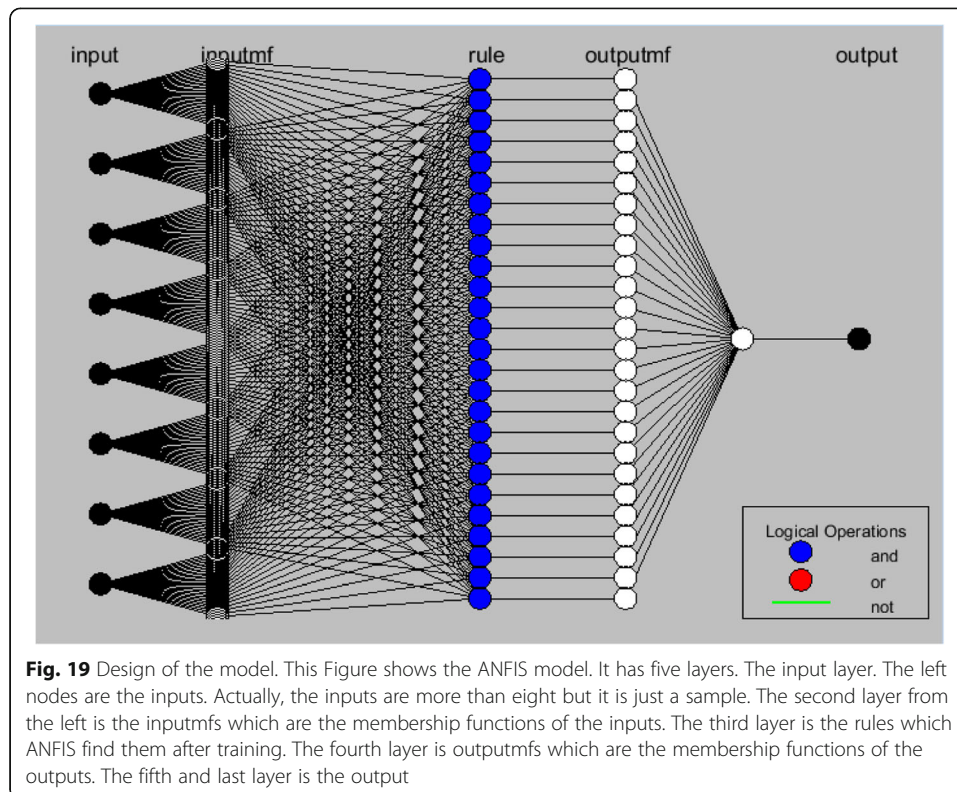 input inputmf rule outputmf output
Logical Operations
and
or
not
Fig. 19 Design of the model. This Figure shows the ANFIS model. It has five layers. The input layer. The left
nodes are the inputs. Actually, the inputs are more than eight but it is just a sample. The second layer from
the left is the inputmfs which are the membership functions of the inputs. The third layer is the rules which
ANFIS find them after training. The fourth layer is outputmfs which are the membership functions of the
outputs. The fifth and last layer is the output